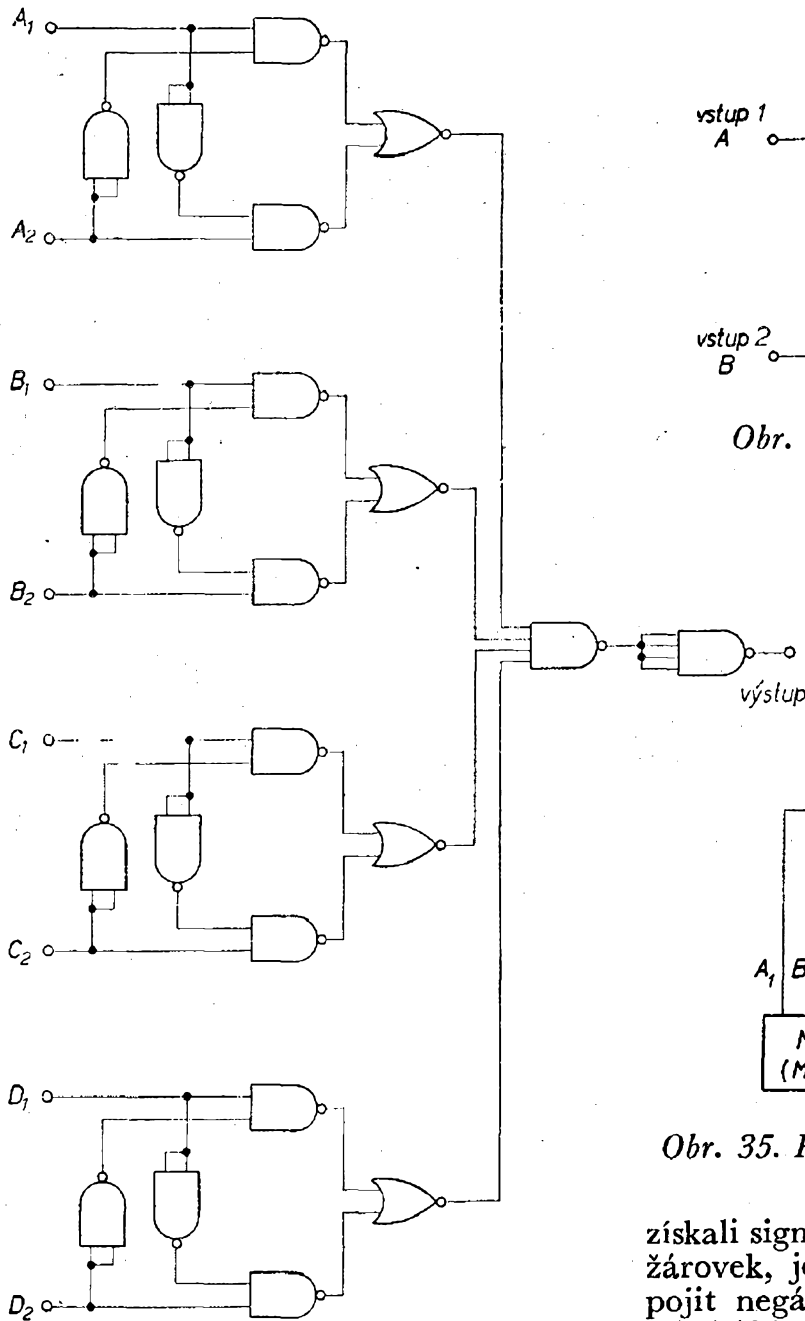 A₁
A₂
B₁
B₂
C₁
C₂
D₁
D₂
výstup
vstup 1
A
vstup 2
B
Obr.
A₁ B
(M
Obr. 35.
získali sign
žárovek, je
pojit negá